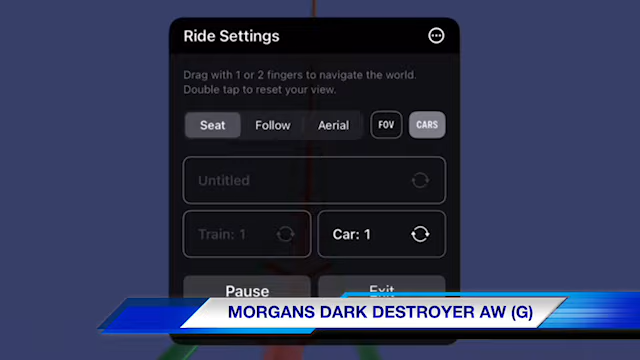 Ride Settings
Drag with 1 or 2 fingers to navigate the world.
Double tap to reset your view.
Seat Follow Aerial FOV CARS
Untitled
Train: 1 Car: 1
Pause Exit
MORGANS DARK DESTROYER AW (G)